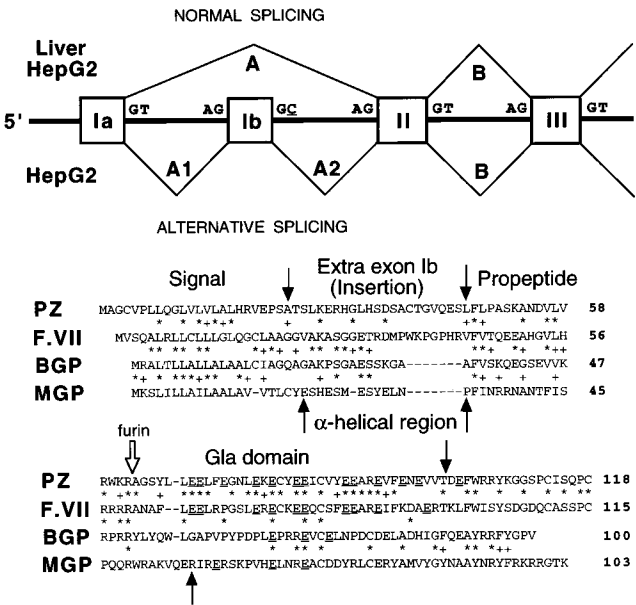 NORMAL SPLICING
Liver
HepG2
A
B
5' Ia GT AG Ib GC AG II GT AG III GT
HepG2
A1
A2
B
ALTERNATIVE SPLICING
Signal
Extra exon Ib
(Insertion)
Propeptide
PZ MAGCVPLLQGLVLVLALHRVEPSATSLKERHGLHSDSACTGVQESLFLPASKANDVLV 58
F.VII MVSQALRLLCLLLGLQGCLAAGGVAKASGGETRDMPWKPGPHRVFVTQEEAHGVLH 56
BGP MRALTLLALLALAALCIAGQAGAKPSGAESSKGA-------AFVSKQEGSEVVK 47
MGP MKSLILLAILAALAV-VTLCYESHESM-ESYELN-------PFINRRNANTFIS 45
α-helical region
furin
Gla domain
PZ RWKRAGSYL-LEELFEGNLEKECYEEICVYEEAREVFENEVVTDEFWRRYKGGSPCISQPC 118
F.VII RRRRANAF--LEELRPGSLERECKEEQCSFEEAREIFKDAERTKLFWISYSDGDQCASSPC 115
BGP RPRRYLYQWL-GAPVPYPDPLEPRREVCELNPDCDELADHIGFQEAYRRFYGPV 100
MGP PQQRWRAKVQERIRERSKPVHELNREACDDYRLCERYAMVYGYNAAYNRYFRKRRGTK 103